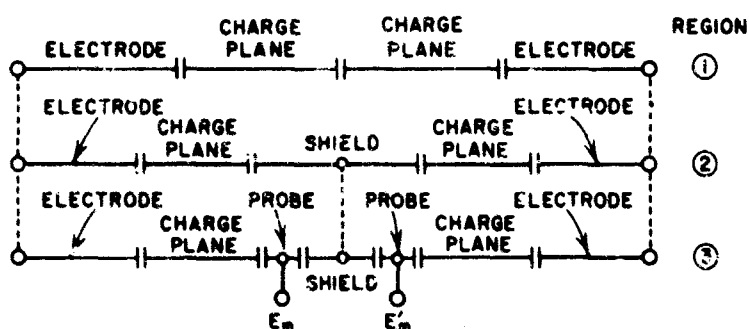 CHARGE CHARGE REGION
ELECTRODE PLANE PLANE ELECTRODE ①
ELECTRODE ELECTRODE
CHARGE SHIELD CHARGE
PLANE PLANE ②
ELECTRODE PROBE PROBE ELECTRODE
CHARGE CHARGE
PLANE PLANE
SHIELD ③
Em E'm